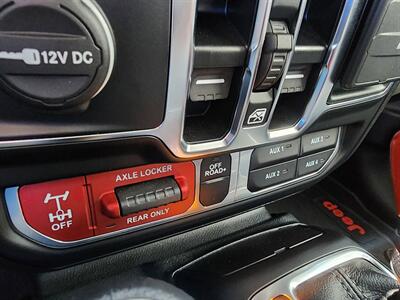 12V DC
AXLE LOCKER
REAR ONLY
OFF
OFF
ROAD+
AUX 1
AUX 2
AUX 3
AUX 4
Jeep